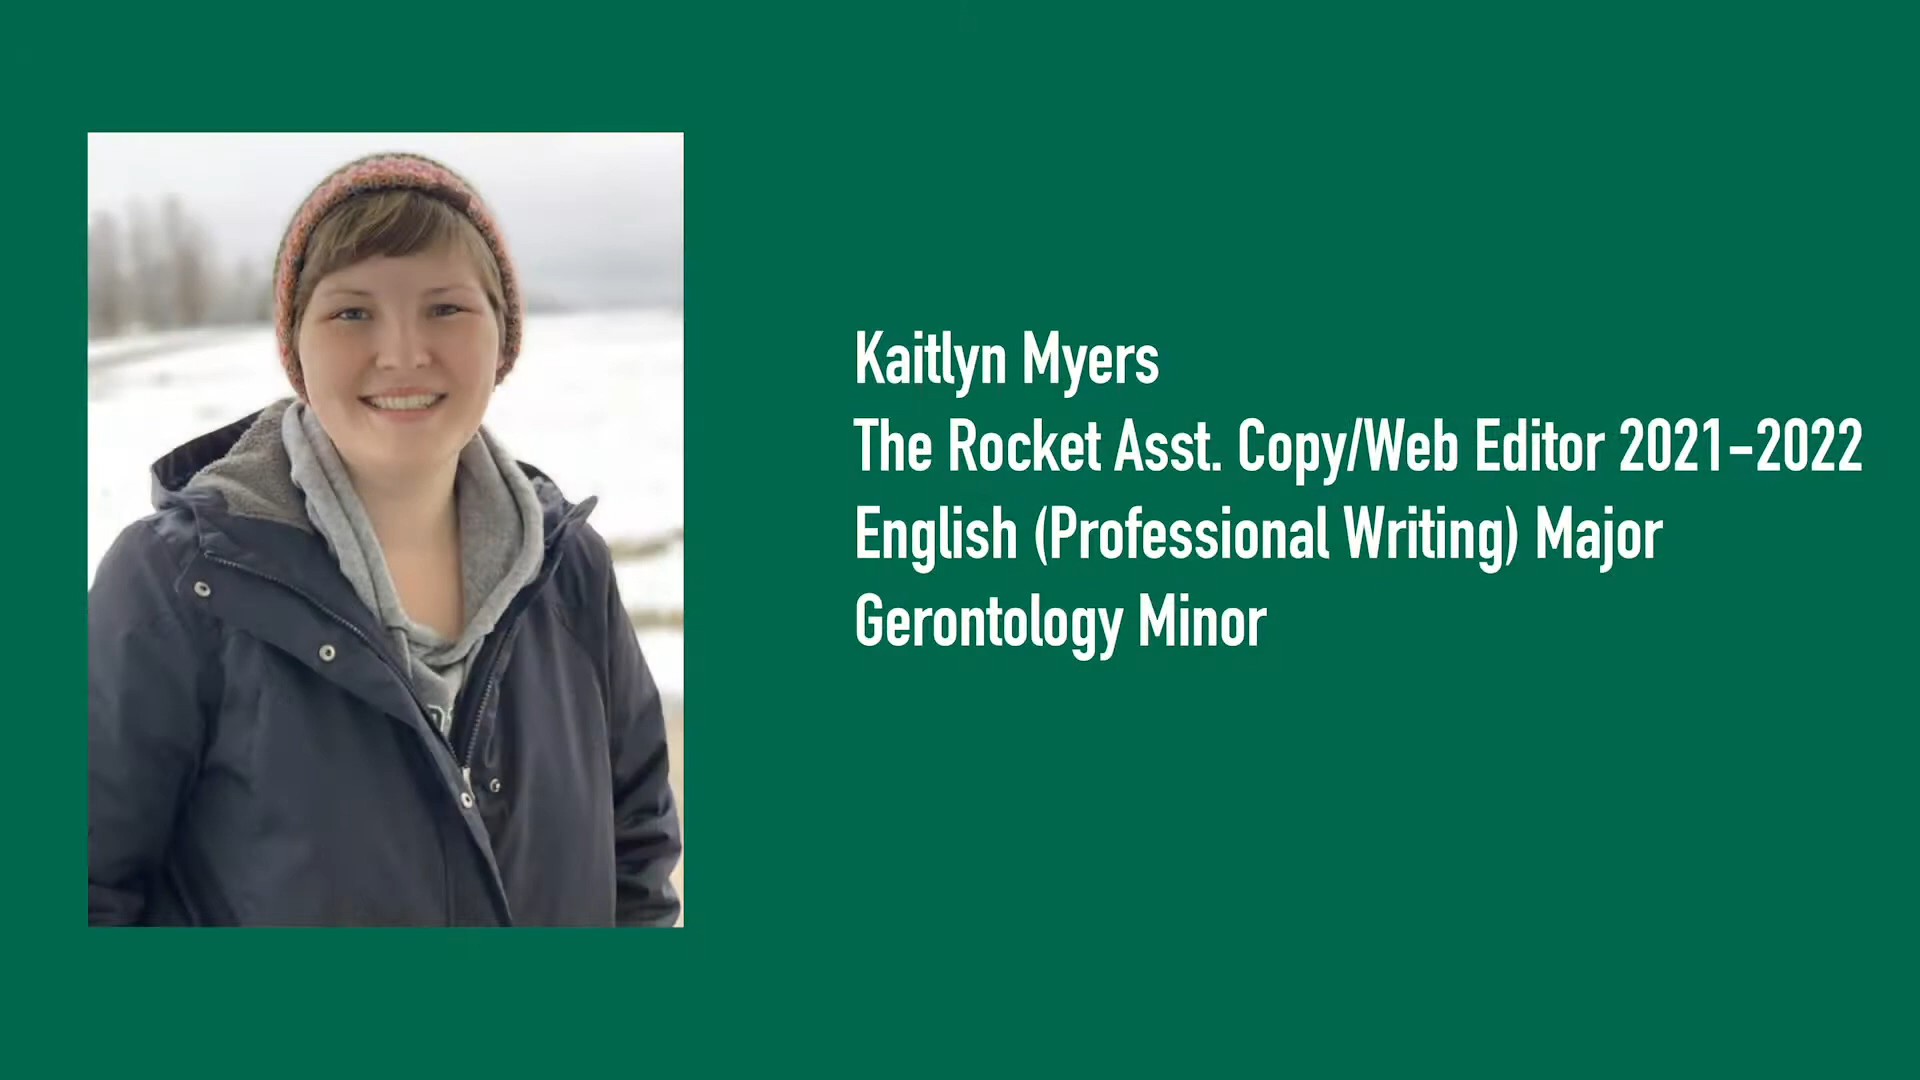 Kaitlyn Myers
The Rocket Asst. Copy/Web Editor 2021-2022
English (Professional Writing) Major
Gerontology Minor